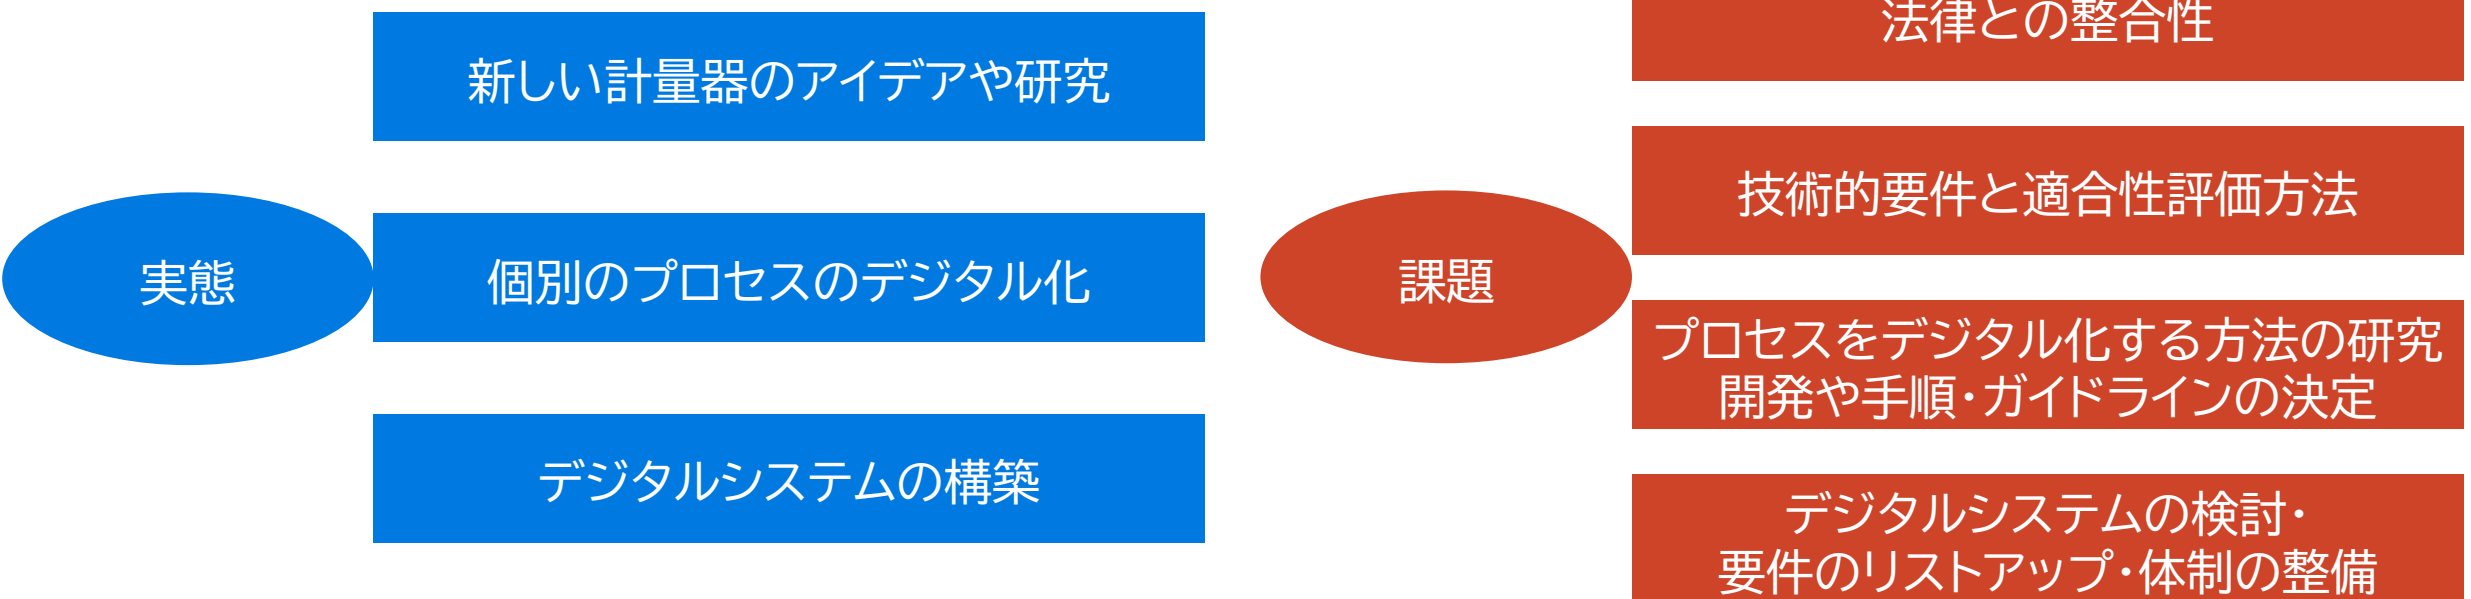 実態
新しい計量器のアイデアや研究
個別のプロセスのデジタル化
デジタルシステムの構築
課題
法律との整合性
技術的要件と適合性評価方法
プロセスをデジタル化する方法の研究
開発や手順・ガイドラインの決定
デジタルシステムの検討・
要件のリストアップ・体制の整備